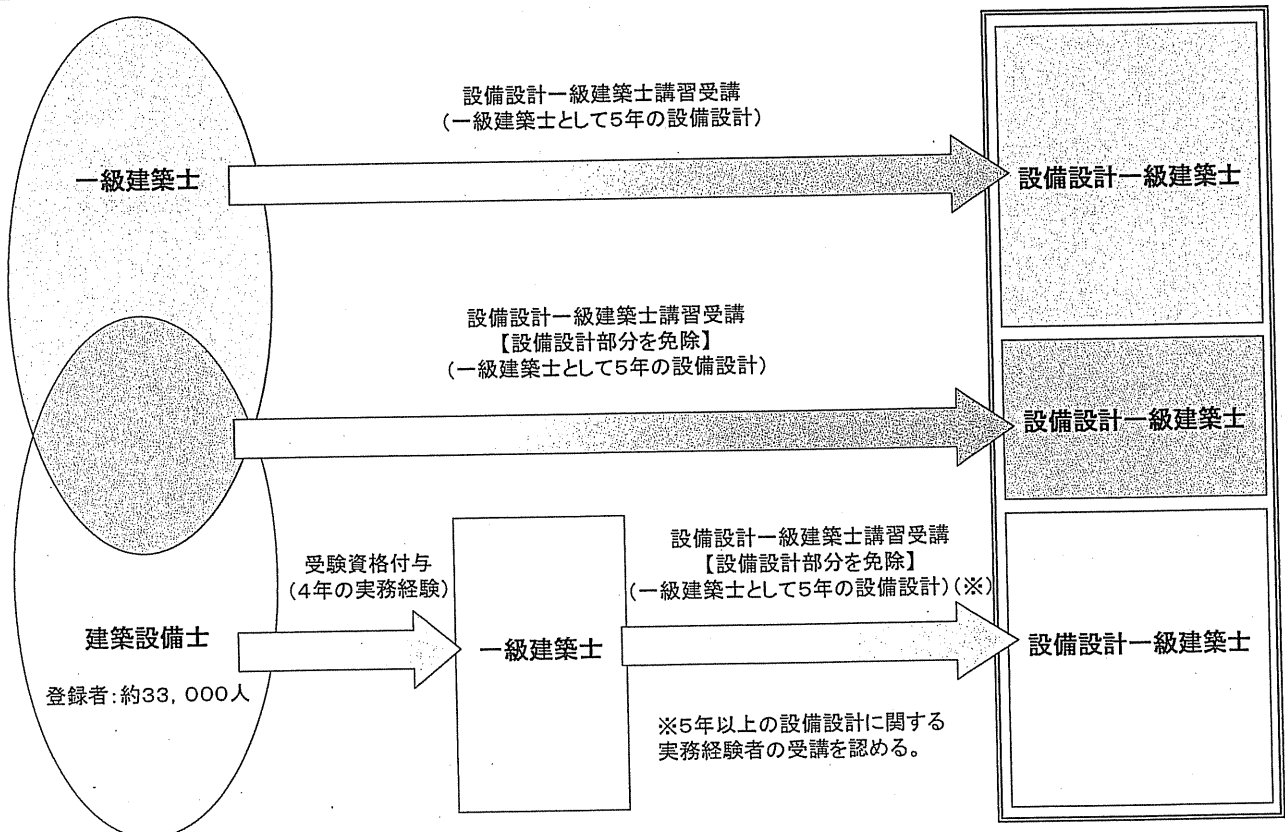 設備設計一級建築士講習受講
(一級建築士として5年の設備設計)
一級建築士
設備設計一級建築士
設備設計一級建築士講習受講
【設備設計部分を免除】
(一級建築士として5年の設備設計)
設備設計一級建築士
受験資格付与
(4年の実務経験)
設備設計一級建築士講習受講
【設備設計部分を免除】
(一級建築士として5年の設備設計)(※)
建築設備士
登録者:約33,000人
一級建築士
設備設計一級建築士
※5年以上の設備設計に関する
実務経験者の受講を認める。